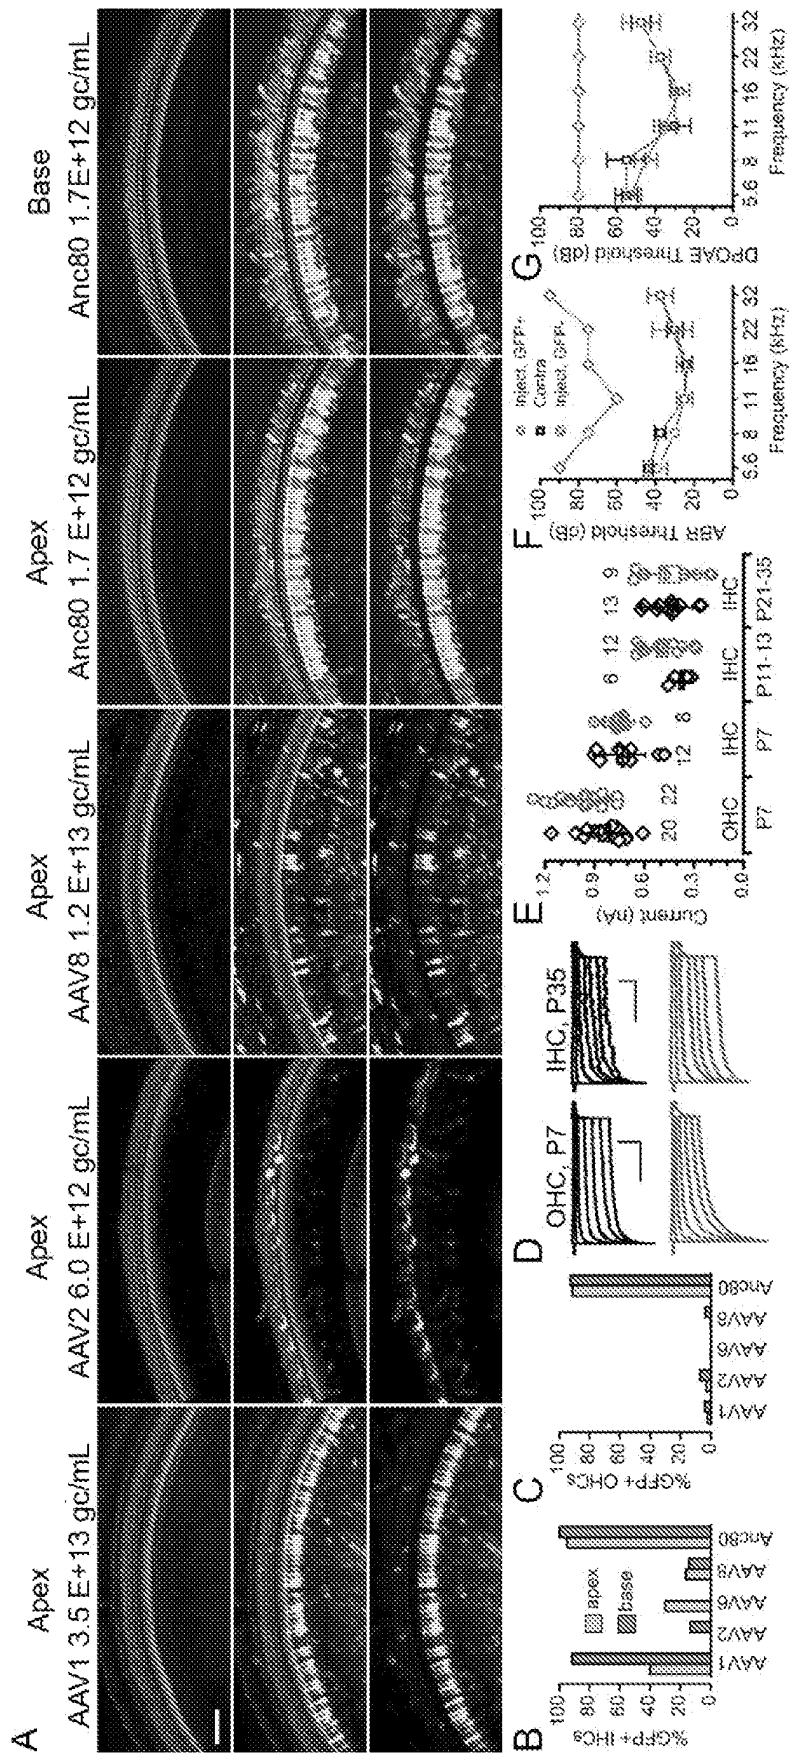 A
Apex
AAV1 3.5 E+13 gc/mL
Apex
AAV2 6.0 E+12 gc/mL
Apex
AAV8 1.2 E+13 gc/mL
Apex
Anc80 1.7 E+12 gc/mL
Base
Anc80 1.7E+12 gc/mL
B
%GFP+ IHCs
100
80
60
40
20
0
apex
base
AAV1
AAV2
AAV6
AAV8
Anc80
C
%GFP+ OHCs
100
80
60
40
20
0
AAV1
AAV2
AAV6
AAV8
Anc80
D
OHC, P7
IHC, P35
E
Current (nA)
1.2
0.9
0.6
0.3
0.0
20 22
12 8
6 12
13 9
OHC IHC IHC IHC
P7 P7 P11-13 P21-35
F
ABR Threshold (dB)
100
80
60
40
20
0
Inject. GFP+
Contra
Inject. GFP-
5.6 8 11 16 22 32
Frequency (kHz)
G
DPOAE Threshold (dB)
100
80
60
40
20
0
5.6 8 11 16 22 32
Frequency (kHz)